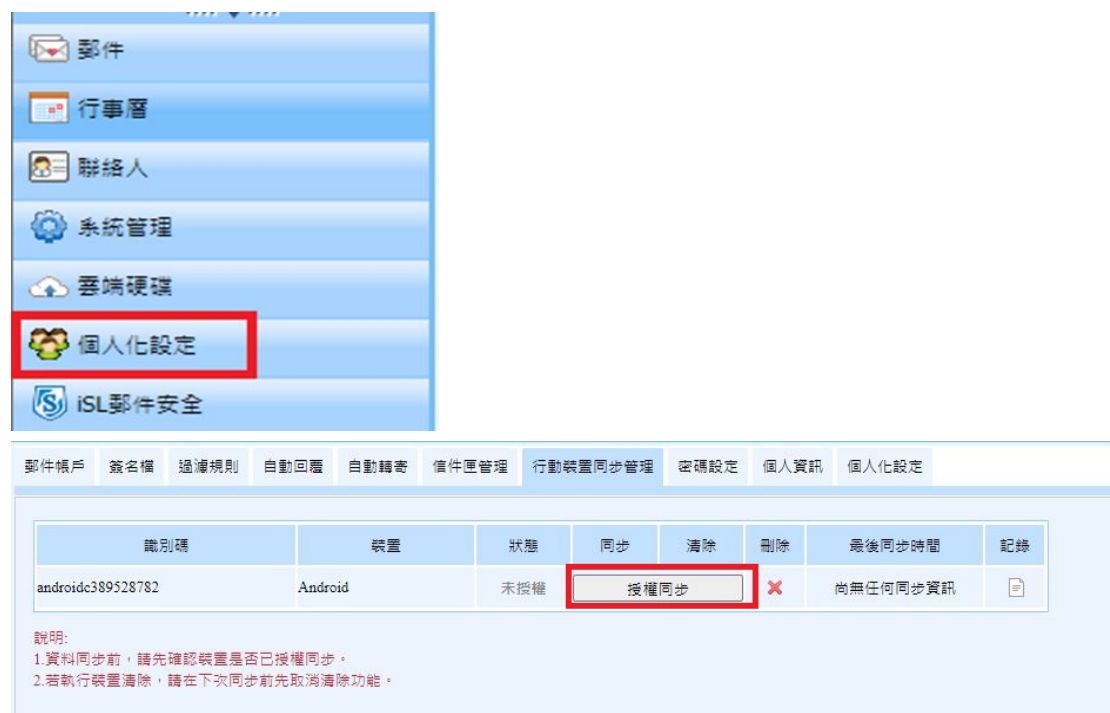 郵件
行事曆
聯絡人
系統管理
雲端硬碟
個人化設定
iSL郵件安全
郵件帳戶 簽名檔 過濾規則 自動回覆 自動轉寄 信件匣管理 行動裝置同步管理 密碼設定 個人資訊 個人化設定
識別碼 裝置 狀態 同步 清除 刪除 最後同步時間 記錄
androidc389528782 Android 未授權 授權同步 尚無任何同步資訊
說明:
1.資料同步前，請先確認裝置是否已授權同步。
2.若執行裝置清除，請在下次同步前先取消清除功能。